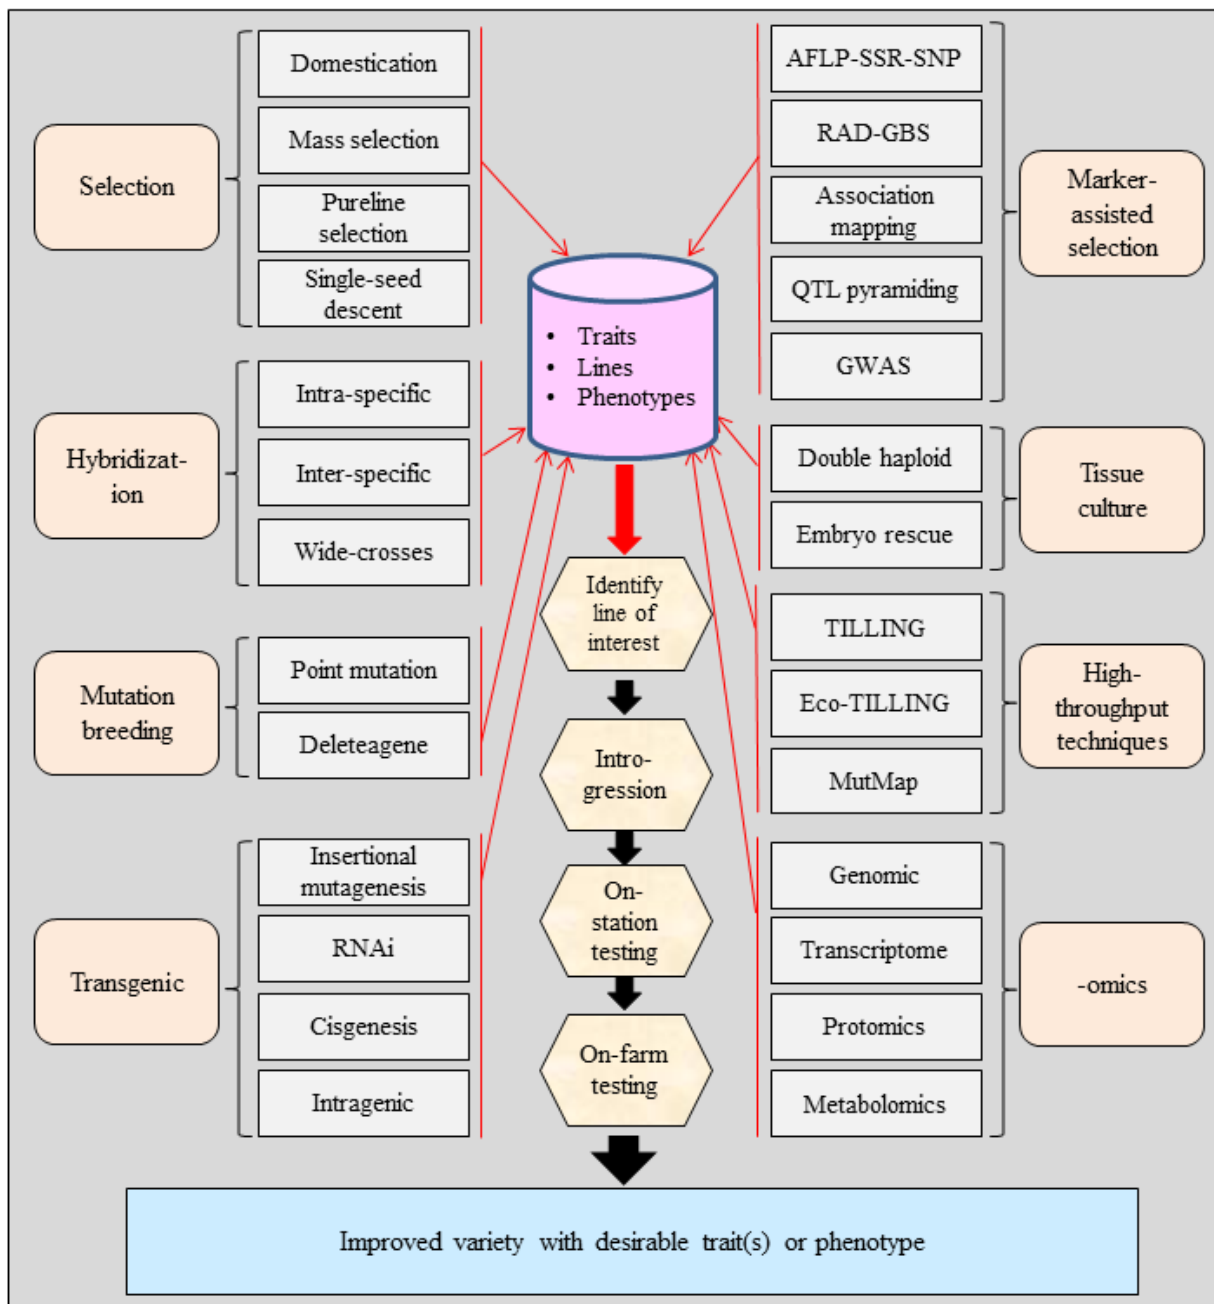 Selection
Domestication
Mass selection
Pureline
selection
Single-seed
descent
Hybridizat-
ion
Intra-specific
Inter-specific
Wide-crosses
Mutation
breeding
Point mutation
Deleteagene
Transgenic
Insertional
mutagenesis
RNAi
Cisgenesis
Intragenic
• Traits
• Lines
• Phenotypes
Identify
line of
interest
Intro-
gression
On-
station
testing
On-farm
testing
AFLP-SSR-SNP
RAD-GBS
Association
mapping
QTL pyramiding
GWAS
Marker-
assisted
selection
Double haploid
Embryo rescue
Tissue
culture
TILLING
Eco-TILLING
MutMap
High-
throughput
techniques
Genomic
Transcriptome
Protomics
Metabolomics
-omics
Improved variety with desirable trait(s) or phenotype